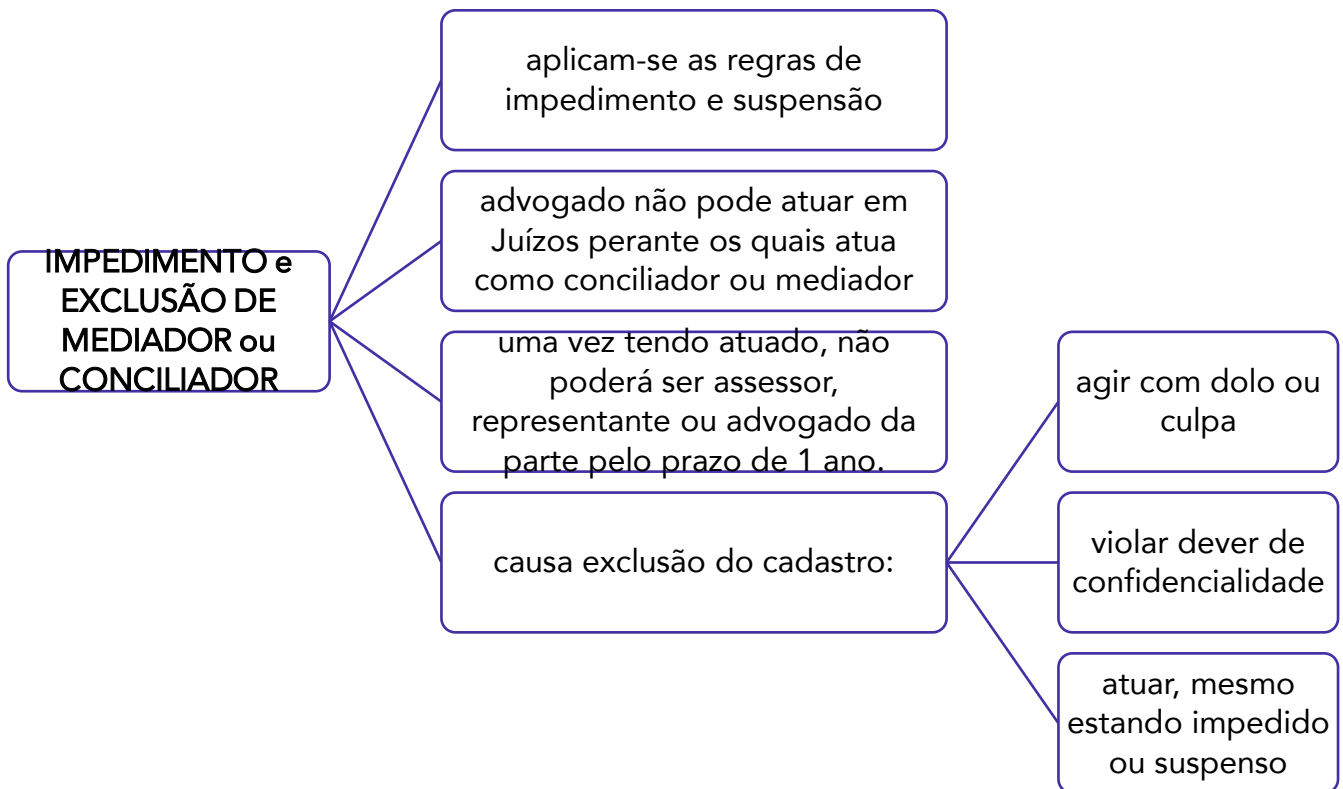 IMPEDIMENTO e
EXCLUSÃO DE
MEDIADOR ou
CONCILIADOR
aplicam-se as regras de
impedimento e suspensão
advogado não pode atuar em
Juízos perante os quais atua
como conciliador ou mediador
uma vez tendo atuado, não
poderá ser assessor,
representante ou advogado da
parte pelo prazo de 1 ano.
causa exclusão do cadastro:
agir com dolo ou
culpa
violar dever de
confidencialidade
atuar, mesmo
estando impedido
ou suspenso